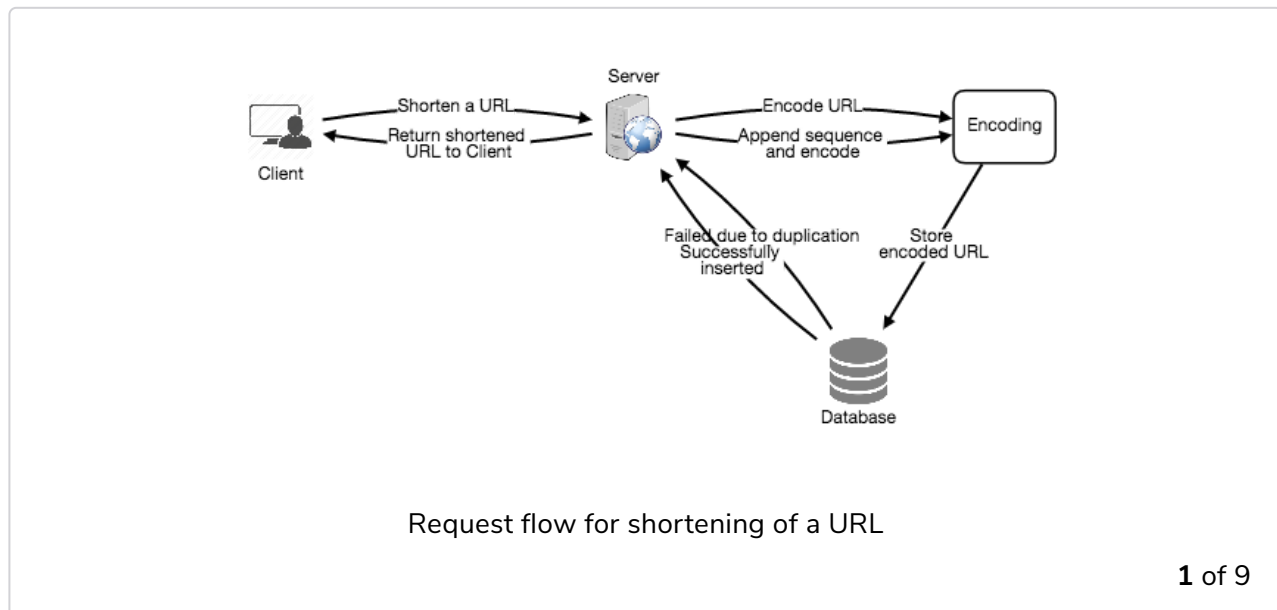 Server
Shorten a URL
Return shortened
URL to Client
Client
Encode URL
Append sequence
and encode
Encoding
Failed due to duplication
Successfully
inserted
Store
encoded URL
Database
Request flow for shortening of a URL
1 of 9